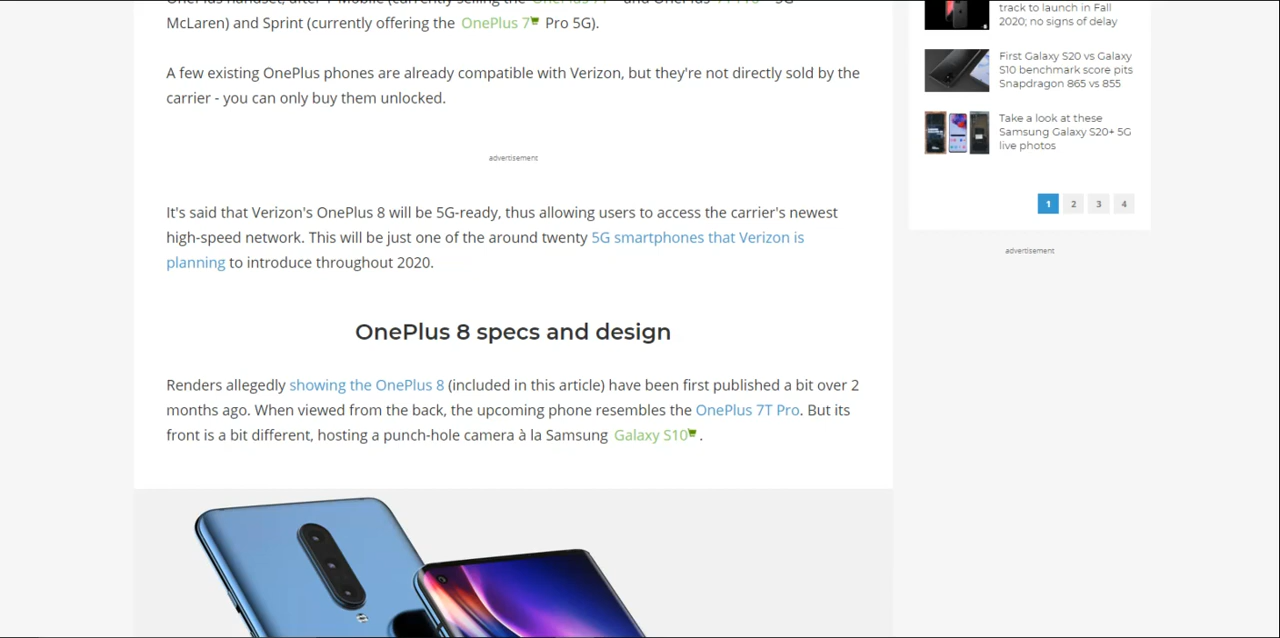 McLaren) and Sprint (currently offering the OnePlus 7 Pro 5G).
A few existing OnePlus phones are already compatible with Verizon, but they're not directly sold by the
carrier - you can only buy them unlocked.
advertisement
It's said that Verizon's OnePlus 8 will be 5G-ready, thus allowing users to access the carrier's newest
high-speed network. This will be just one of the around twenty 5G smartphones that Verizon is
planning to introduce throughout 2020.
OnePlus 8 specs and design
Renders allegedly showing the OnePlus 8 (included in this article) have been first published a bit over 2
months ago. When viewed from the back, the upcoming phone resembles the OnePlus 7T Pro. But its
front is a bit different, hosting a punch-hole camera à la Samsung Galaxy S10 .
track to launch in Fall
2020; no signs of delay
First Galaxy S20 vs Galaxy
S10 benchmark score pits
Snapdragon 865 vs 855
Take a look at these
Samsung Galaxy S20+ 5G
live photos
1 2 3 4
advertisement